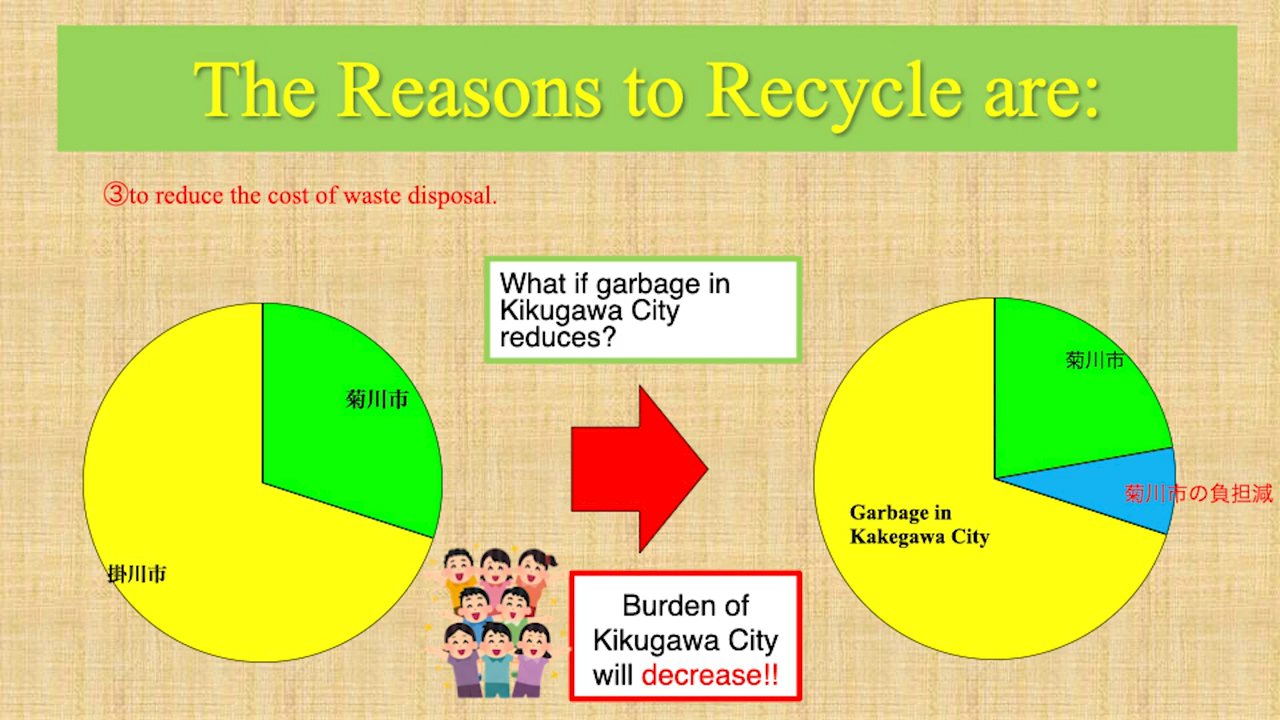 The Reasons to Recycle are:
③to reduce the cost of waste disposal.
What if garbage in
Kikugawa City
reduces?
菊川市
掛川市
菊川市
菊川市の負担減
Garbage in
Kakegawa City
Burden of
Kikugawa City
will decrease!!